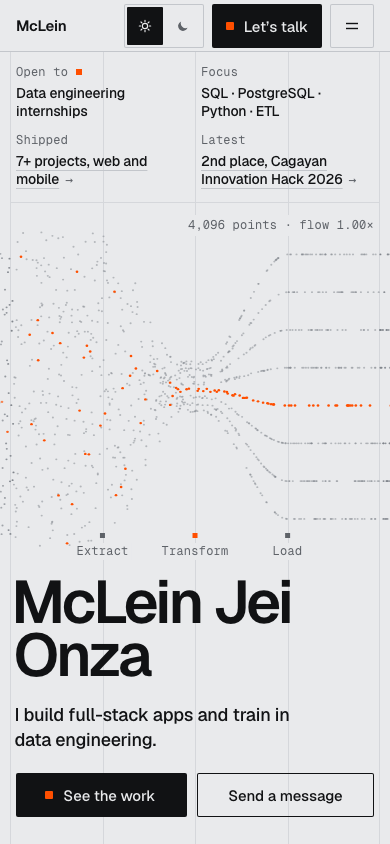 McLein
Let's talk
Open to
Focus
Data engineering
internships
SQL · PostgreSQL ·
Python · ETL
Shipped
Latest
7+ projects, web and
mobile →
2nd place, Cagayan
Innovation Hack 2026 →
4,096 points · flow 1.00×
Extract
Transform
Load
McLein Jei
Onza
I build full-stack apps and train in
data engineering.
See the work
Send a message